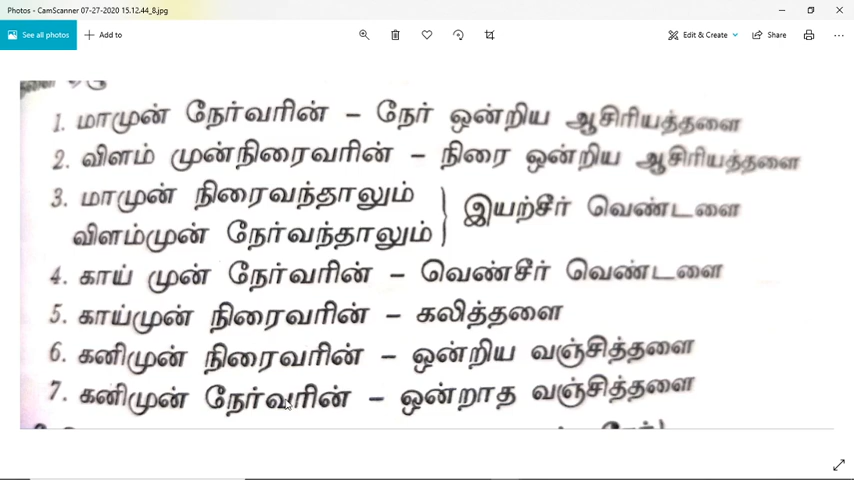 Photos - CamScanner 07-27-2020 15.12.44_8.jpg
See all photos
Add to
Edit & Create
Share
1. மாமுன் நேர்வரின் – நேர் ஒன்றிய ஆசிரியத்தளை
2. விளம் முன்நிரைவரின் – நிரை ஒன்றிய ஆசிரியத்தளை
3. மாமுன் நிரைவந்தாலும்
விளம்முன் நேர்வந்தாலும்
இயற்சீர் வெண்டளை
4. காய் முன் நேர்வரின் – வெண்சீர் வெண்டளை
5. காய்முன் நிரைவரின் – கலித்தளை
6. கனிமுன் நிரைவரின் – ஒன்றிய வஞ்சித்தளை
7. கனிமுன் நேர்வரின் – ஒன்றாத வஞ்சித்தளை